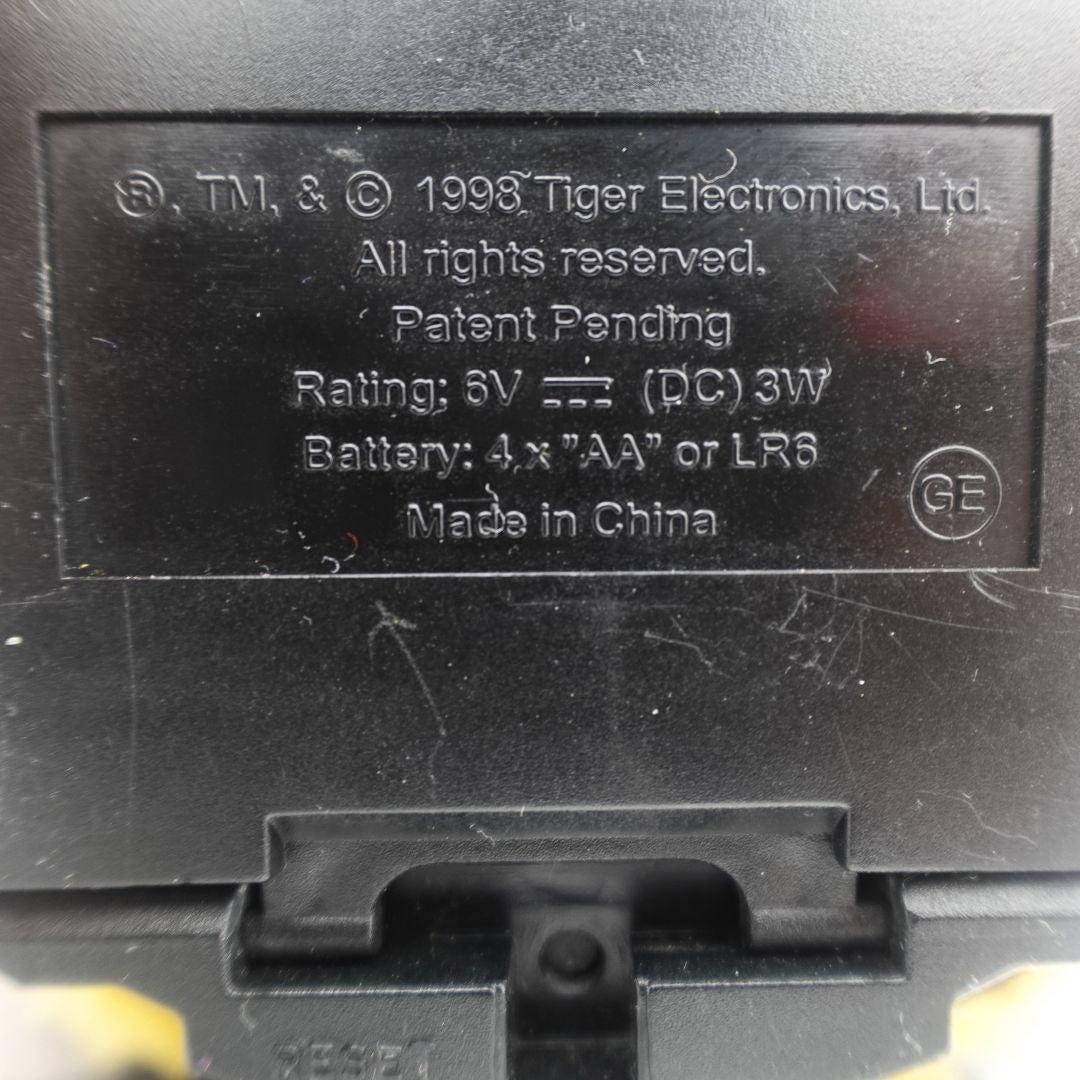 ®, TM, & © 1998 Tiger Electronics, Ltd.
All rights reserved.
Patent Pending
Rating: 6V ⎓ (DC) 3W
Battery: 4 x "AA" or LR6
Made in China
GE
RESET